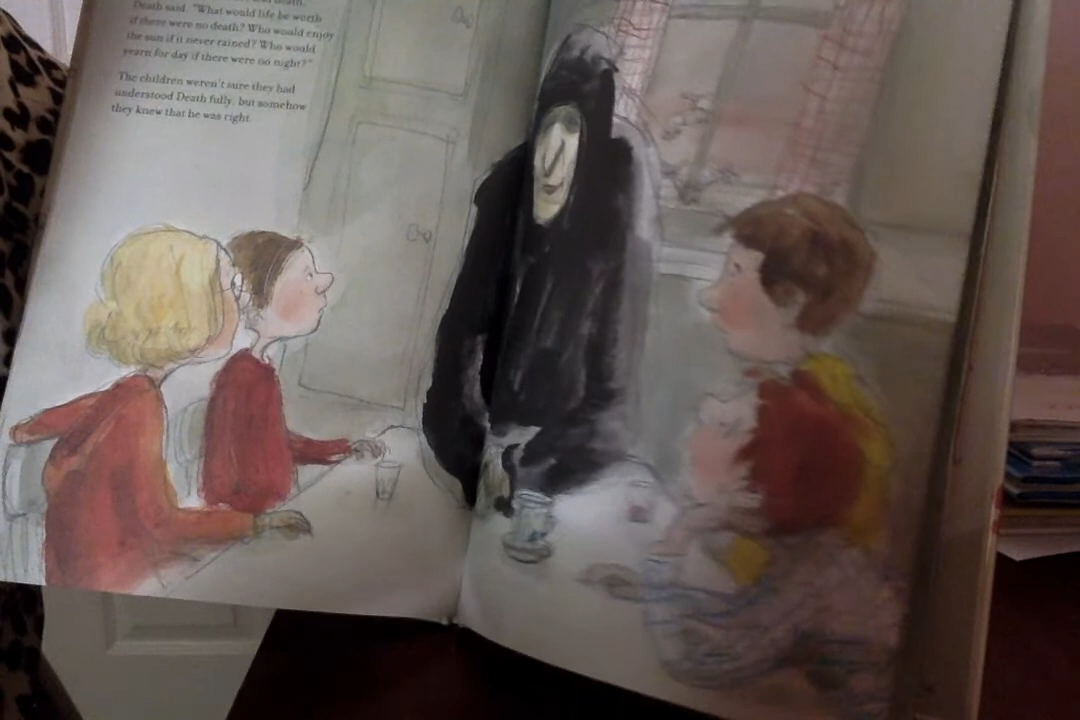 death.
Death said. "What would life be worth
if there were no death? Who would enjoy
the sun if it never rained? Who would
yearn for day if there were no night?"
The children weren't sure they had
understood Death fully, but somehow
they knew that he was right.